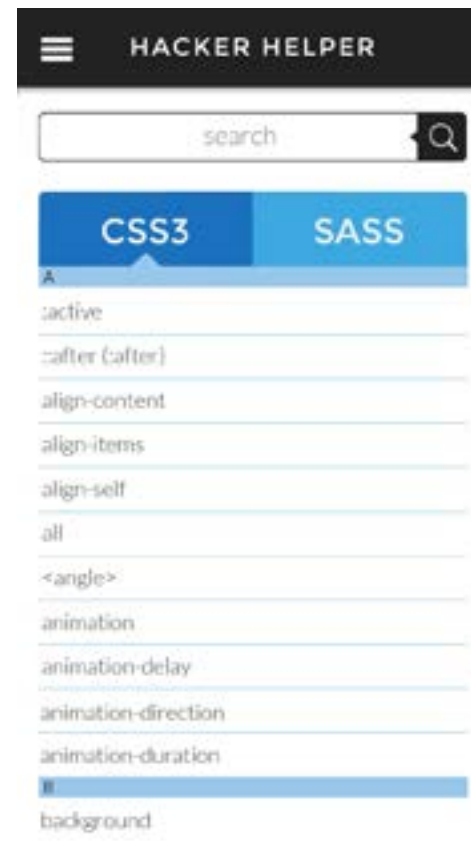 HACKER HELPER
search
CSS3 SASS
A
:active
::after (:after)
align-content
align-items
align-self
all
<angle>
animation
animation-delay
animation-direction
animation-duration
B
background